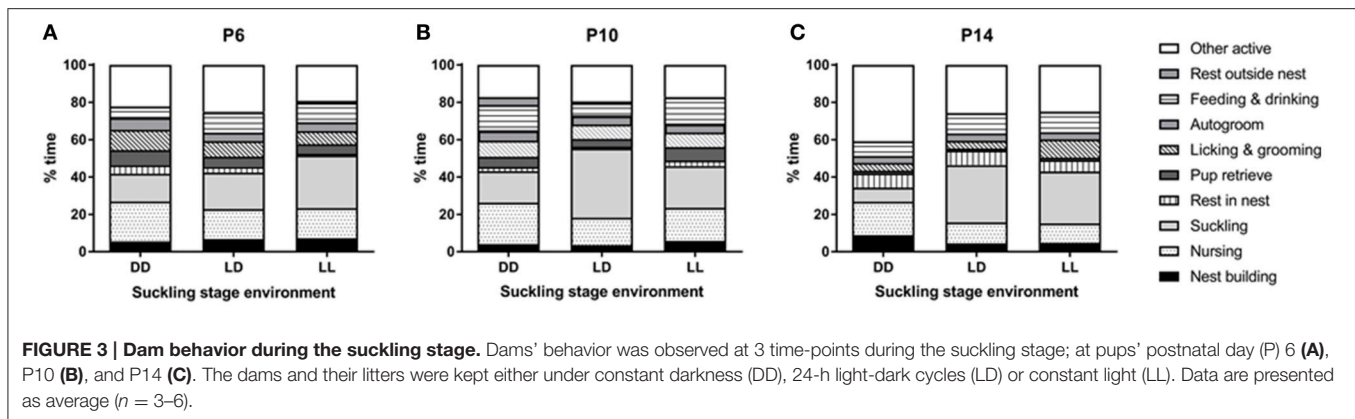 A
P6
% time
100
80
60
40
20
0
DD
LD
LL
Suckling stage environment
B
P10
% time
100
80
60
40
20
0
DD
LD
LL
Suckling stage environment
C
P14
% time
100
80
60
40
20
0
DD
LD
LL
Suckling stage environment
Other active
Rest outside nest
Feeding & drinking
Autogroom
Licking & grooming
Pup retrieve
Rest in nest
Suckling
Nursing
Nest building
FIGURE 3 | Dam behavior during the suckling stage. Dams' behavior was observed at 3 time-points during the suckling stage; at pups' postnatal day (P) 6 (A),
P10 (B), and P14 (C). The dams and their litters were kept either under constant darkness (DD), 24-h light-dark cycles (LD) or constant light (LL). Data are presented
as average (n = 3–6).